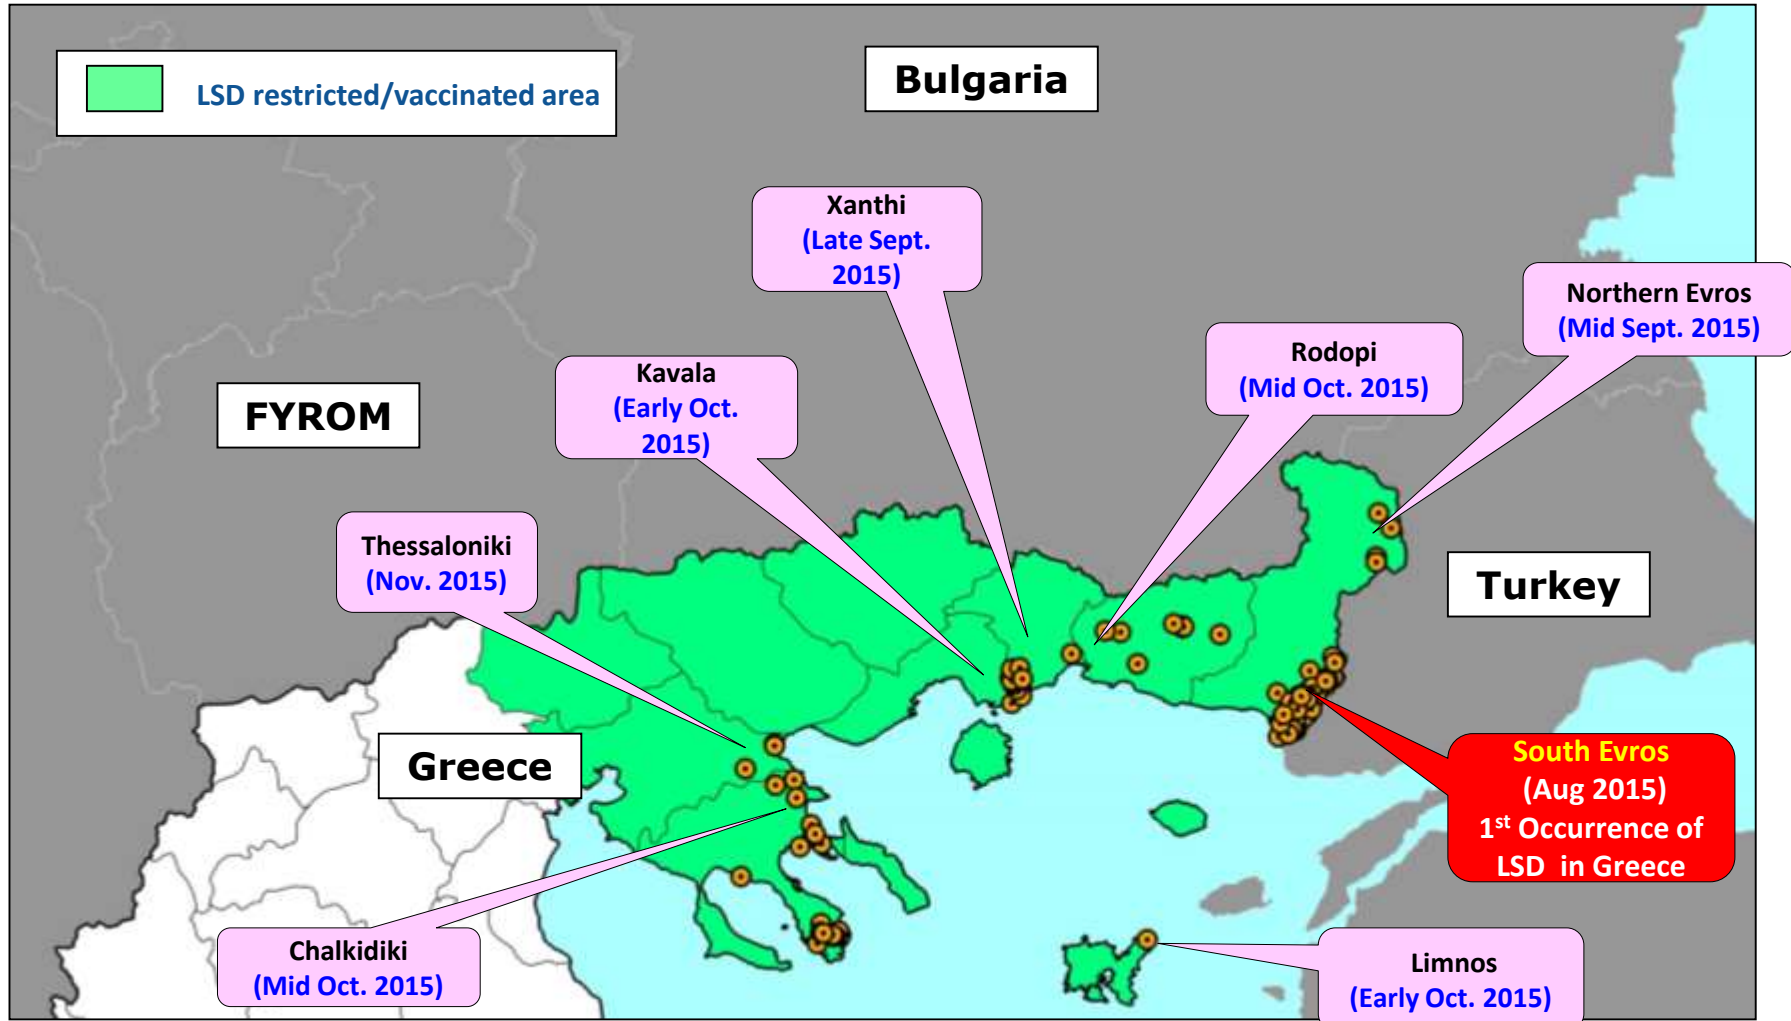 LSD restricted/vaccinated area
Bulgaria
Xanthi
(Late Sept.
2015)
Northern Evros
(Mid Sept. 2015)
Rodopi
(Mid Oct. 2015)
Kavala
(Early Oct.
2015)
FYROM
Thessaloniki
(Nov. 2015)
Turkey
Greece
South Evros
(Aug 2015)
1st Occurrence of
LSD in Greece
Chalkidiki
(Mid Oct. 2015)
Limnos
(Early Oct. 2015)